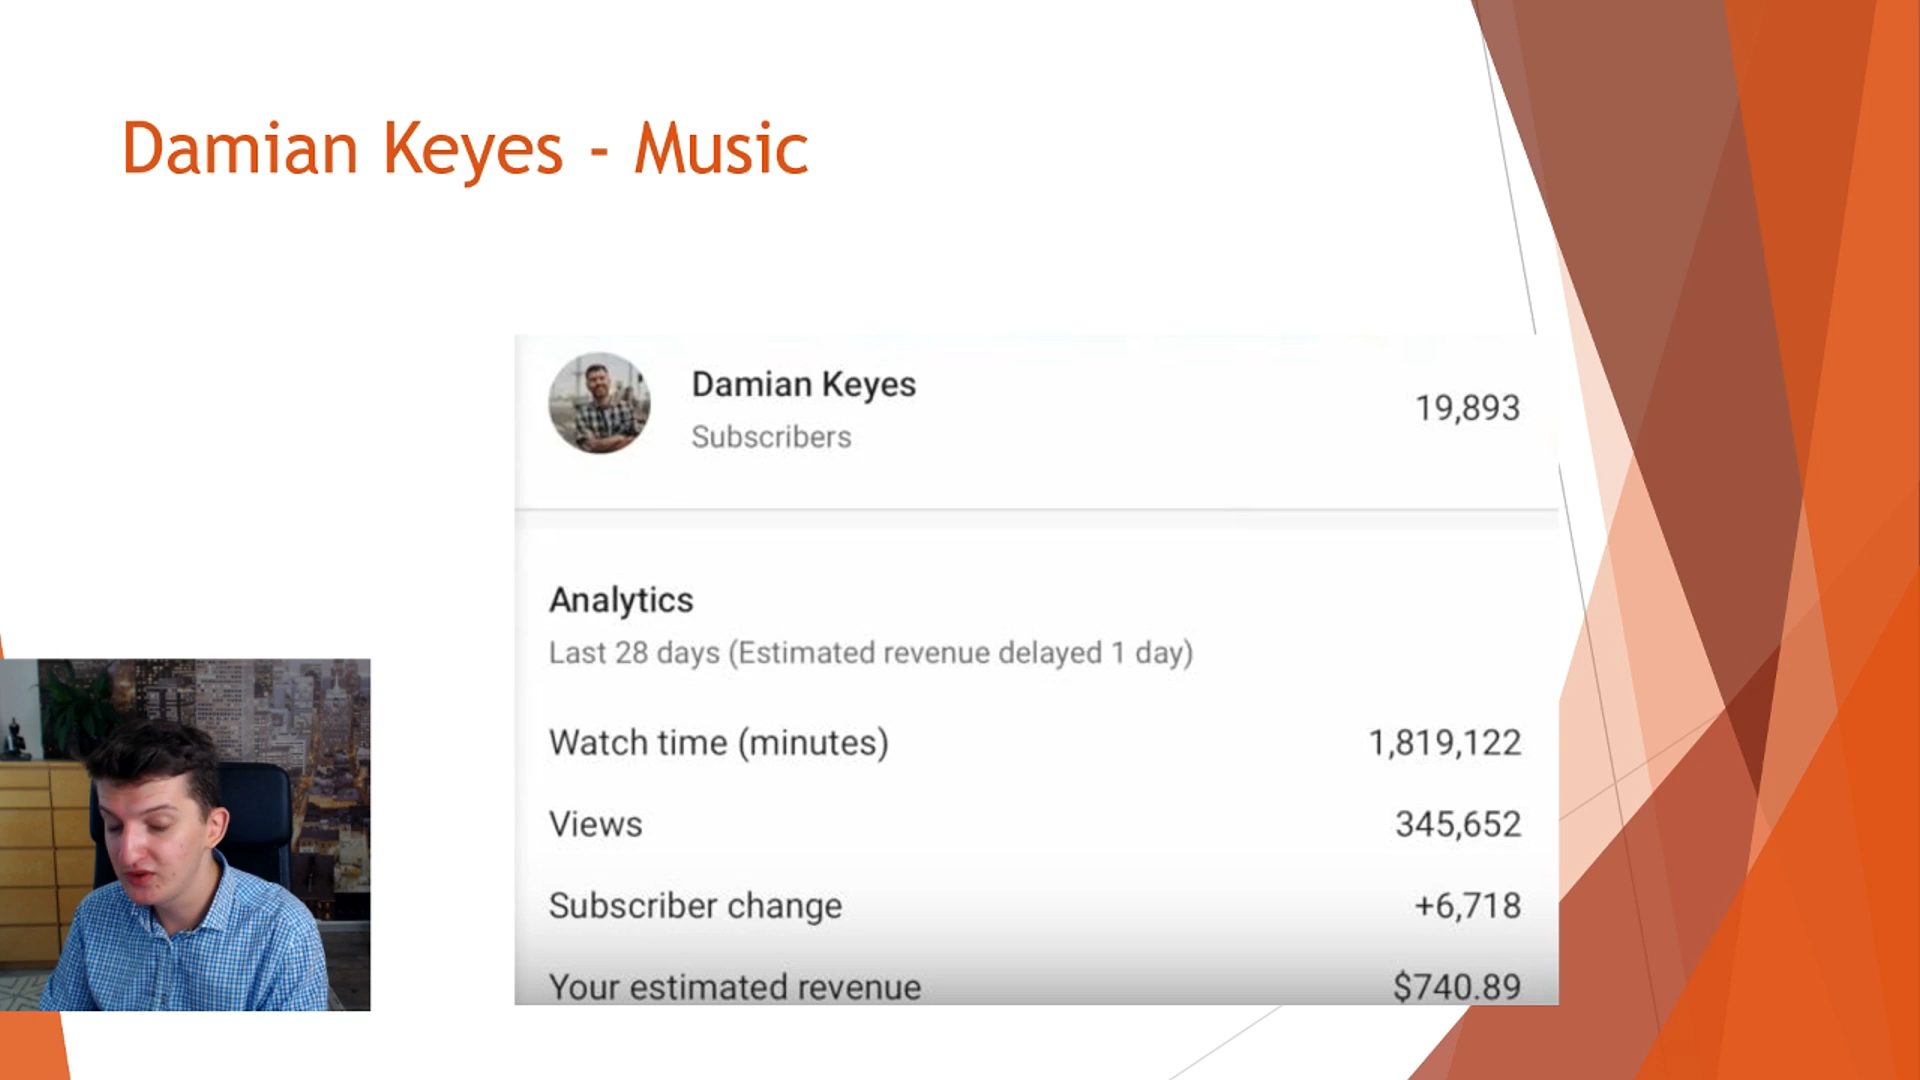 Damian Keyes - Music
Damian Keyes
19,893
Subscribers
Analytics
Last 28 days (Estimated revenue delayed 1 day)
Watch time (minutes) 1,819,122
Views 345,652
Subscriber change +6,718
Your estimated revenue $740.89